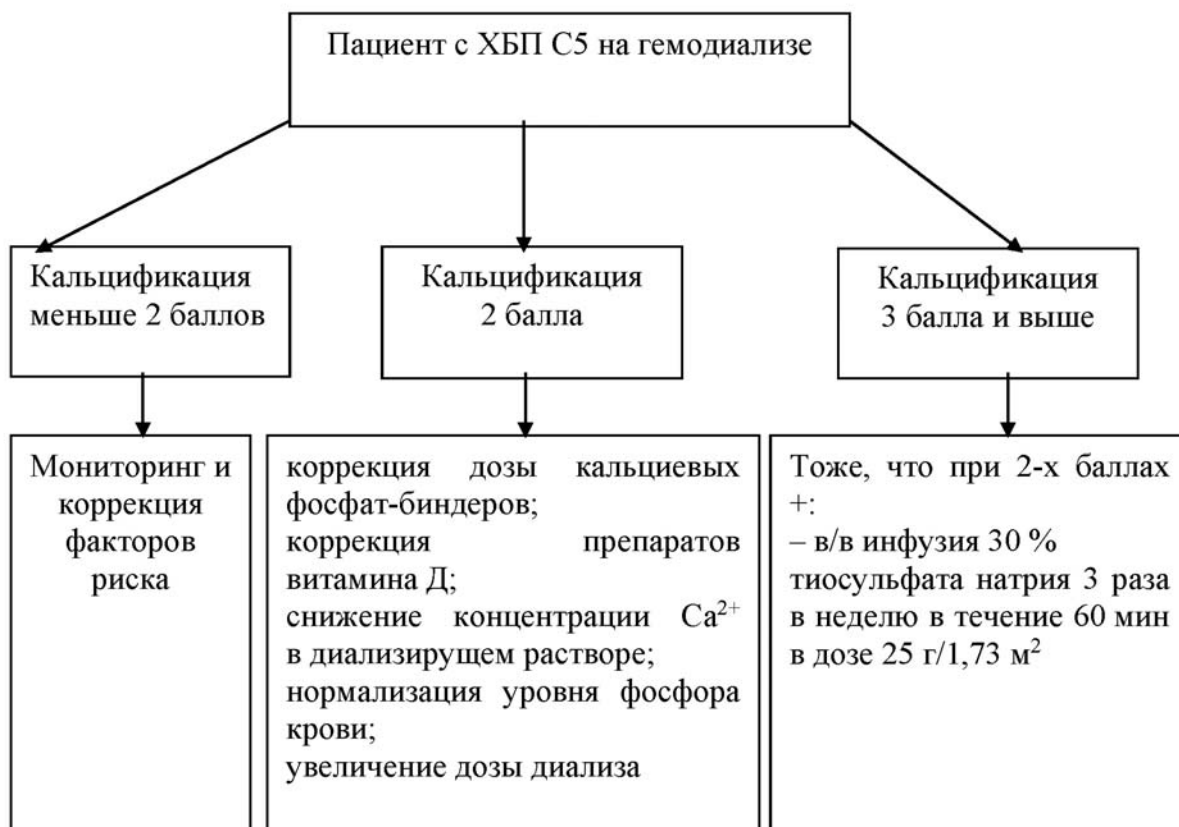 Пациент с ХБП С5 на гемодиализе
Кальцификация
меньше 2 баллов
Кальцификация
2 балла
Кальцификация
3 балла и выше
Мониторинг и
коррекция
факторов
риска
коррекция дозы кальциевых
фосфат-биндеров;
коррекция препаратов
витамина Д;
снижение концентрации Ca²⁺
в диализирущем растворе;
нормализация уровня фосфора
крови;
увеличение дозы диализа
Тоже, что при 2-х баллах
+:
– в/в инфузия 30 %
тиосульфата натрия 3 раза
в неделю в течение 60 мин
в дозе 25 г/1,73 м²